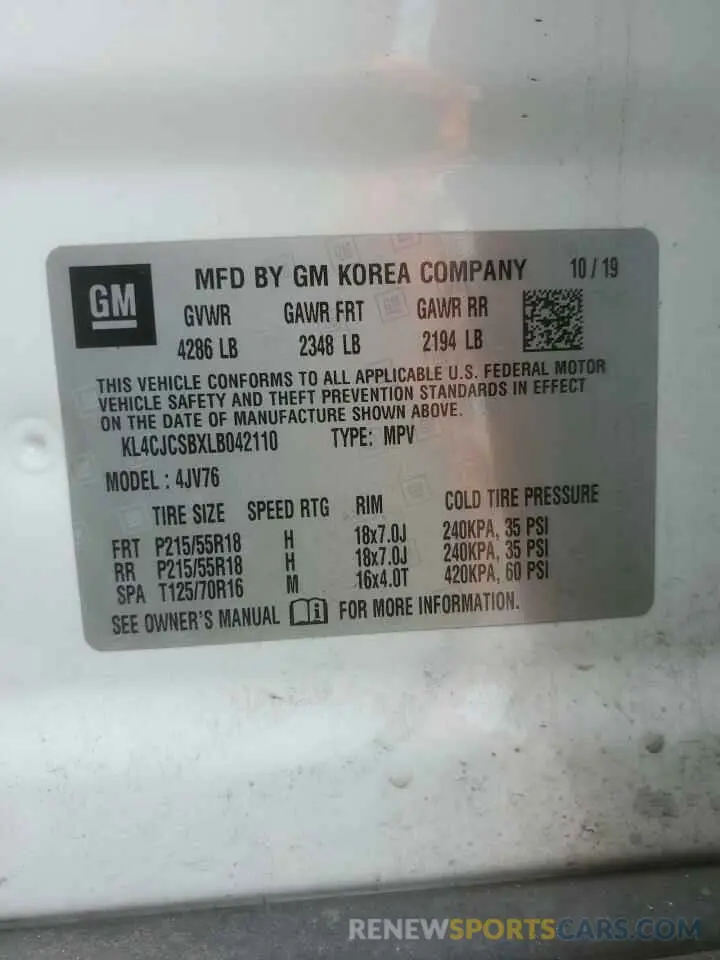 GM
MFD BY GM KOREA COMPANY 10/19
GVWR GAWR FRT GAWR RR
4286 LB 2348 LB 2194 LB
THIS VEHICLE CONFORMS TO ALL APPLICABLE U.S. FEDERAL MOTOR
VEHICLE SAFETY AND THEFT PREVENTION STANDARDS IN EFFECT
ON THE DATE OF MANUFACTURE SHOWN ABOVE.
KL4CJCSBXLB042110 TYPE: MPV
MODEL : 4JV76
TIRE SIZE SPEED RTG RIM COLD TIRE PRESSURE
FRT P215/55R18 H 18x7.0J 240KPA, 35 PSI
RR P215/55R18 H 18x7.0J 240KPA, 35 PSI
SPA T125/70R16 M 16x4.0T 420KPA, 60 PSI
SEE OWNER'S MANUAL FOR MORE INFORMATION.
RENEWSPORTSCARS.COM